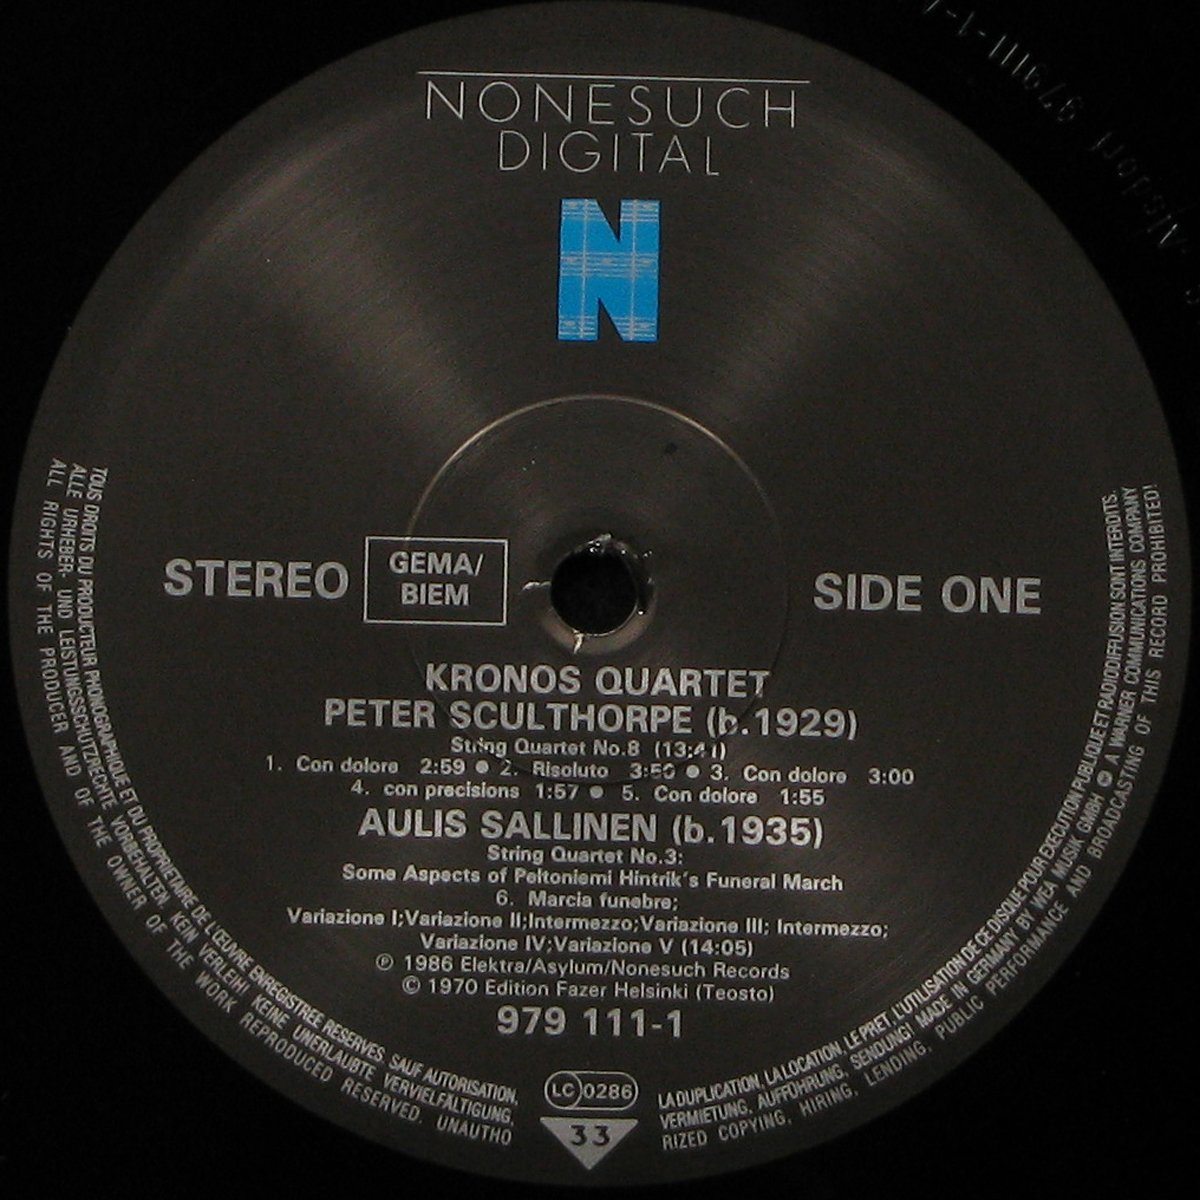 NONESUCH
DIGITAL
N
STEREO
GEMA/
BIEM
SIDE ONE
KRONOS QUARTET
PETER SCULTHORPE (b.1929)
String Quartet No.8 (13:41)
1. Con dolore 2:59 ● 2. Risoluto 3:50 ● 3. Con dolore 3:00
4. con precisions 1:57 ● 5. Con dolore 1:55
AULIS SALLINEN (b.1935)
String Quartet No.3:
Some Aspects of Peltoniemi Hintrik's Funeral March
6. Marcia funebre;
Variazione I;Variazione II;Intermezzo;Variazione III; Intermezzo;
Variazione IV;Variazione V (14:05)
℗ 1986 Elektra/Asylum/Nonesuch Records
© 1970 Edition Fazer Helsinki (Teosto)
979 111-1
LC 0286
33
TOUS DROITS DU PRODUCTEUR PHONOGRAPHIQUE ET DU PROPRIETAIRE DE L'ŒUVRE ENREGISTREE RESERVES. SAUF AUTORISATION, LA DUPLICATION, LA LOCATION, LE PRET, L'UTILISATION DE CE DISQUE POUR EXECUTION PUBLIQUE ET RADIODIFFUSION SONT INTERDITS.
ALLE URHEBER- UND LEISTUNGSSCHUTZRECHTE VORBEHALTEN. KEIN VERLEIH! KEINE UNERLAUBTE VERVIELFÄLTIGUNG, VERMIETUNG, AUFFÜHRUNG, SENDUNG! MADE IN GERMANY BY WEA MUSIK GMBH A WARNER COMMUNICATIONS COMPANY
ALL RIGHTS OF THE PRODUCER AND OF THE OWNER OF THE WORK REPRODUCED RESERVED. UNAUTHORIZED COPYING, HIRING, LENDING, PUBLIC PERFORMANCE AND BROADCASTING OF THIS RECORD PROHIBITED!